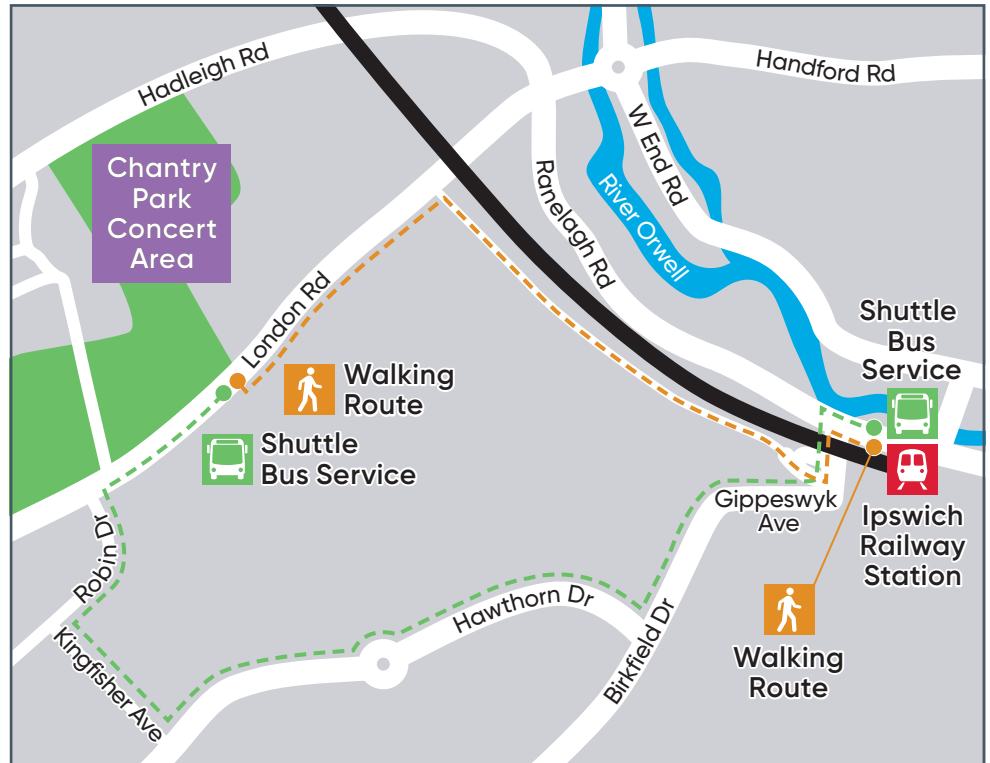 Hadleigh Rd
Handford Rd
Chantry
Park
Concert
Area
W End Rd
Ranelagh Rd
River Orwell
London Rd
Shuttle
Bus
Service
Walking
Route
Shuttle
Bus Service
Gippeswyk
Ave
Ipswich
Railway
Station
Robin Dr
Hawthorn Dr
Kingfisher Ave
Birkfield Dr
Walking
Route